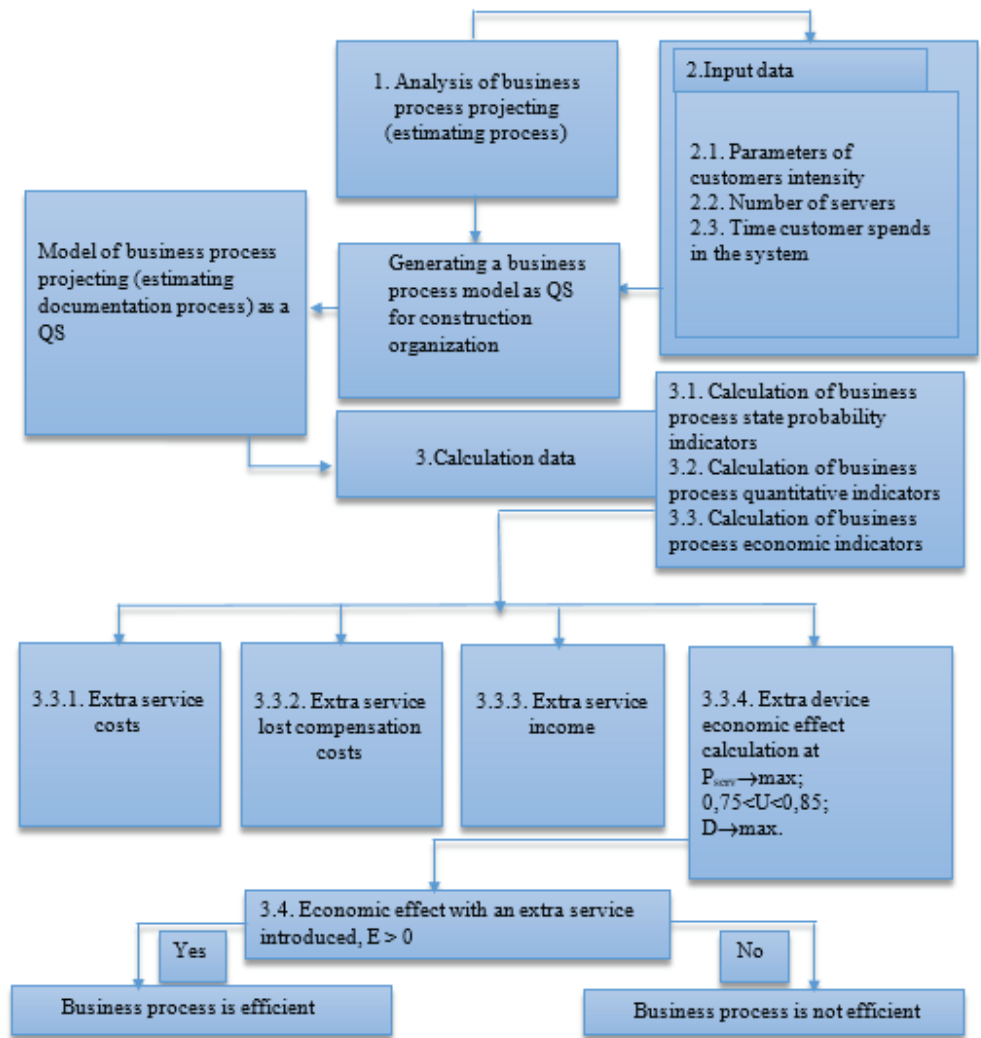 1. Analysis of business
process projecting
(estimating process)
2.Input data
2.1. Parameters of
customers intensity
2.2. Number of servers
2.3. Time customer spends
in the system
Model of business process
projecting (estimating
documentation process) as a
QS
Generating a business
process model as QS
for construction
organization
3.Calculation data
3.1. Calculation of business
process state probability
indicators
3.2. Calculation of business
process quantitative indicators
3.3. Calculation of business
process economic indicators
3.3.1. Extra service
costs
3.3.2. Extra service
lost compensation
costs
3.3.3. Extra service
income
3.3.4. Extra device
economic effect
calculation at
Pserv→max;
0,75<U<0,85;
D→max.
3.4. Economic effect with an extra service
introduced, E > 0
Yes
No
Business process is efficient
Business process is not efficient